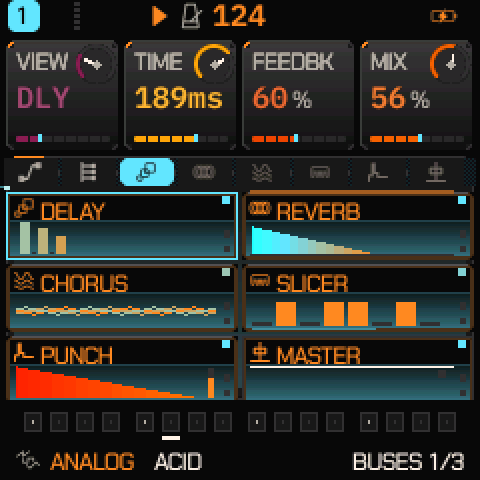 1 124
VIEW TIME FEEDBK MIX
DLY 189ms 60% 56%
DELAY REVERB
CHORUS SLICER
PUNCH MASTER
ANALOG ACID BUSES 1/3